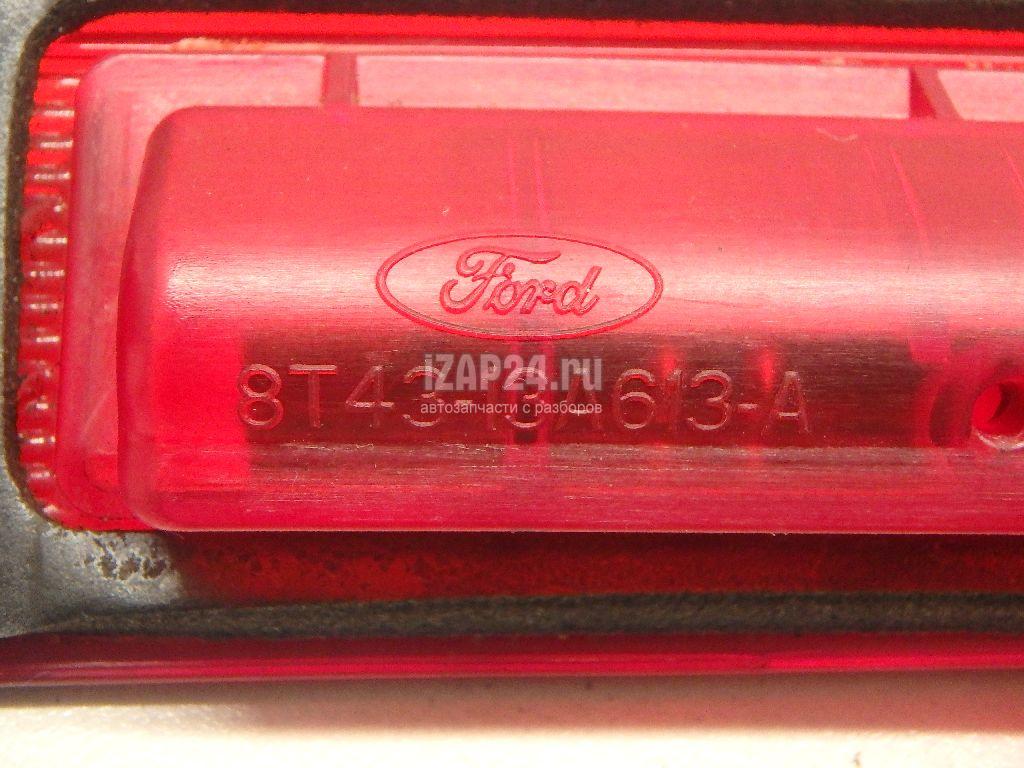 Ford
iZAP24.ru
8T43-13A613-A
автозапчасти с разборов